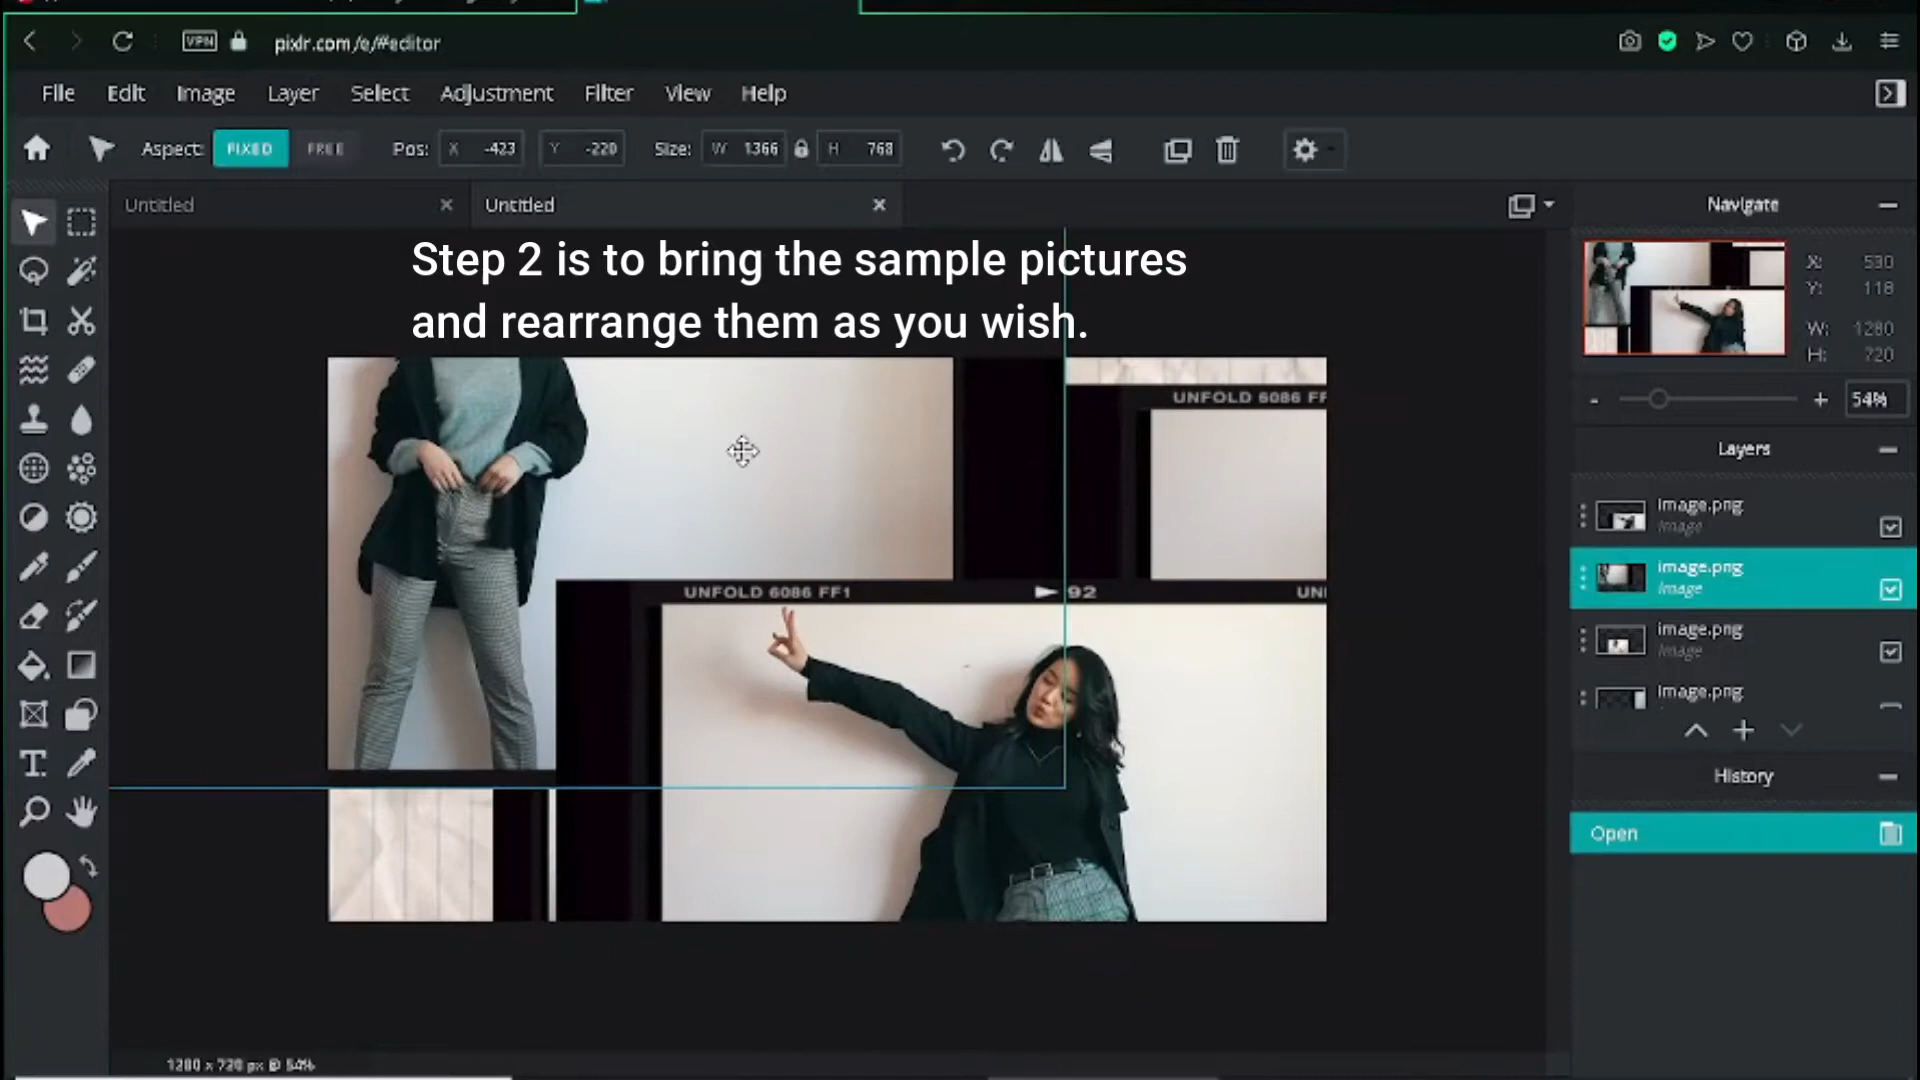 VPN pixlr.com/e/#editor
File Edit Image Layer Select Adjustment Filter View Help
Aspect: FIXED FREE Pos: X -423 Y -220 Size: W 1366 H 768
Untitled Untitled
Navigate
Step 2 is to bring the sample pictures
and rearrange them as you wish.
X: 530
Y: 118
W: 1280
H: 720
54%
UNFOLD 6086 FF
Layers
image.png
Image
image.png
Image
UNFOLD 6086 FF1 92 UN
image.png
Image
image.png
History
Open
1280 x 720 px @ 54%